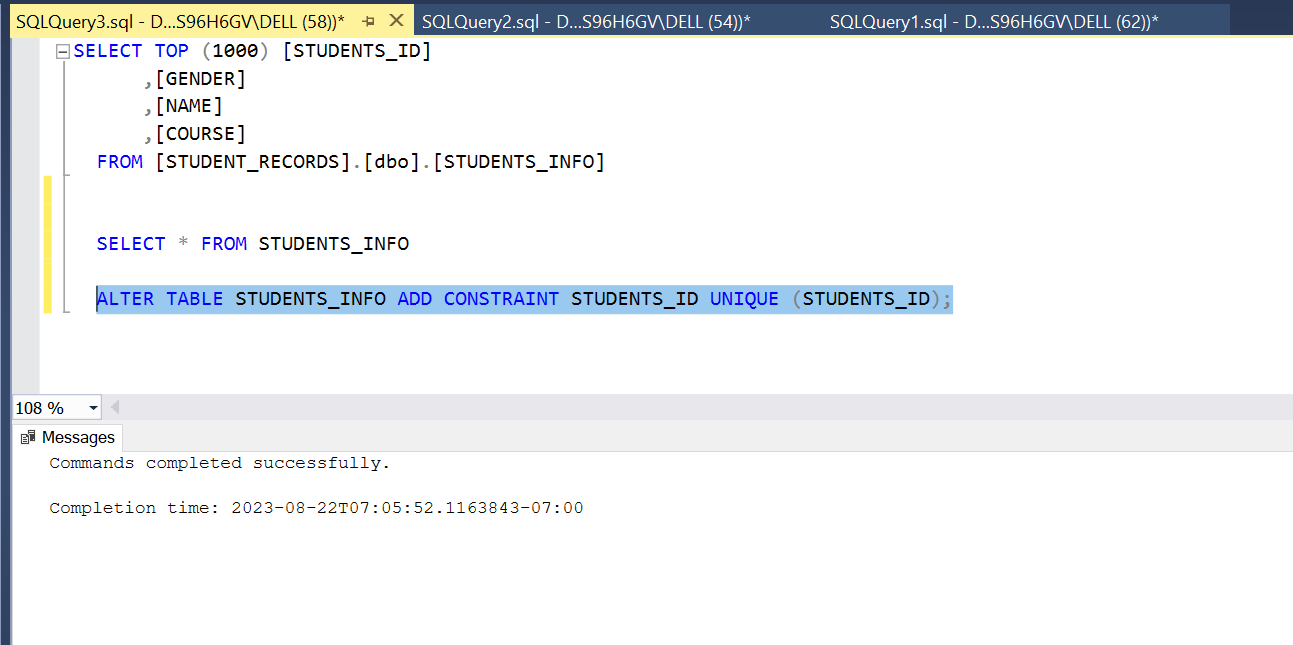 SQLQuery3.sql - D...S96H6GV\DELL (58))* SQLQuery2.sql - D...S96H6GV\DELL (54))* SQLQuery1.sql - D...S96H6GV\DELL (62))*
SELECT TOP (1000) [STUDENTS_ID]
,[GENDER]
,[NAME]
,[COURSE]
FROM [STUDENT_RECORDS].[dbo].[STUDENTS_INFO]
SELECT * FROM STUDENTS_INFO
ALTER TABLE STUDENTS_INFO ADD CONSTRAINT STUDENTS_ID UNIQUE (STUDENTS_ID);
108 %
Messages
Commands completed successfully.
Completion time: 2023-08-22T07:05:52.1163843-07:00